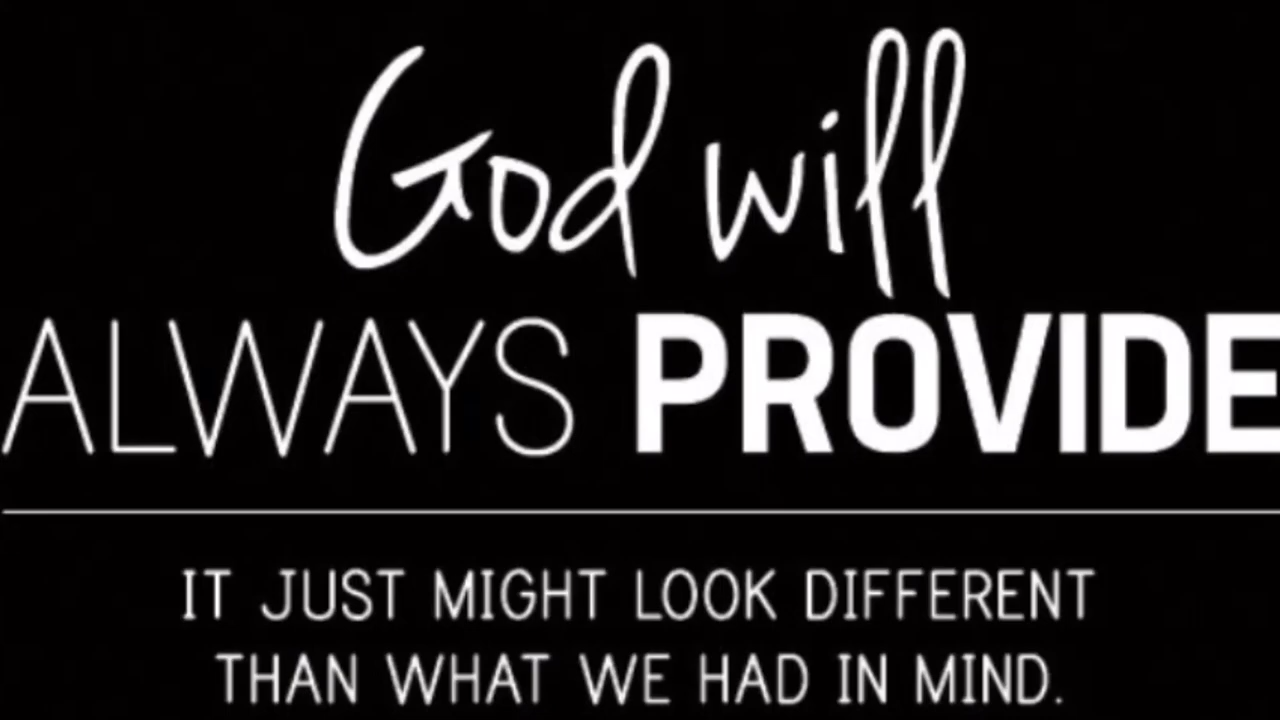 God will
ALWAYS PROVIDE
IT JUST MIGHT LOOK DIFFERENT
THAN WHAT WE HAD IN MIND.